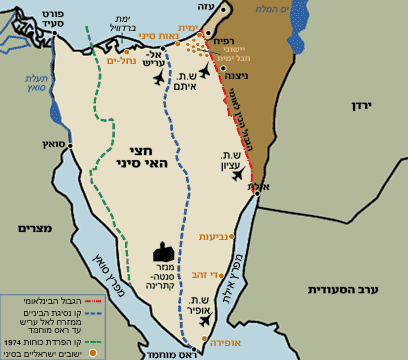 עזה
ים המלח
ימת
ברדוויל
פורט
סעיד
ימית
נאות סיני
רפיח
יישובי
חבל ימית
אל-
עריש
נחל-ים
ניצנה
ש.ת.
איתם
תעלת
סואץ
הגבול הבין לאומי
ירדן
סואץ
חצי
האי סיני
ש.ת.
עציון
אילת
מצרים
נביעות
מפרץ סואץ
מנזר
סנטה-
קתרינה
די זהב
מפרץ אילת
ערב הסעודית
ש.ת.
אופיר
אופירה
ראס מוחמד
הגבול הבינלאומי
קו נסיגת הביניים
ממזרח לאל עריש
עד ראס מוחמד
קו הפרדת כוחות 1974
ישובים ישראליים בסיני